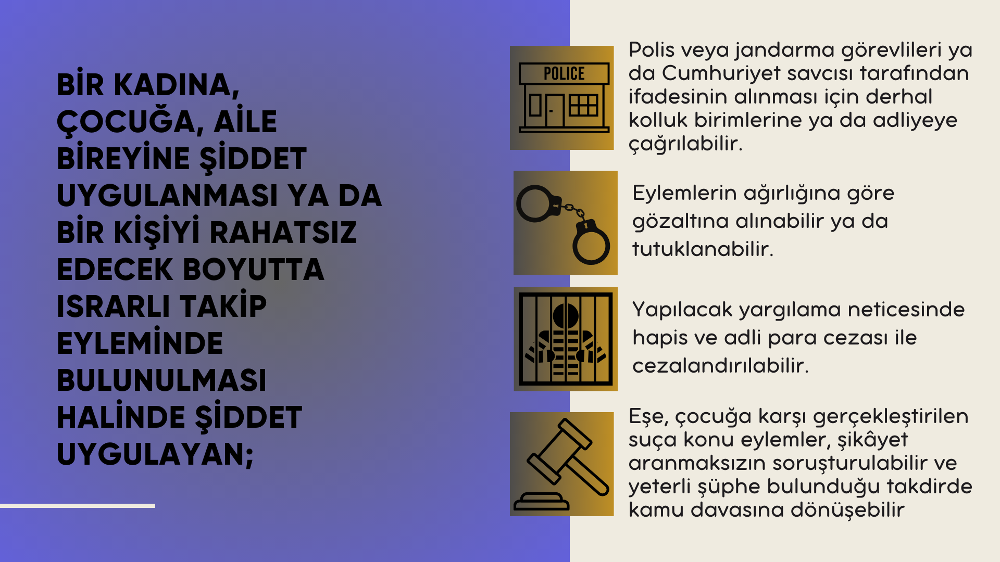 BİR KADINA,
ÇOCUĞA, AİLE
BİREYİNE ŞİDDET
UYGULANMASI YA DA
BİR KİŞİYİ RAHATSIZ
EDECEK BOYUTTA
ISRARLI TAKİP
EYLEMİNDE
BULUNULMASI
HALİNDE ŞİDDET
UYGULAYAN;
POLICE
Polis veya jandarma görevlileri ya
da Cumhuriyet savcısı tarafından
ifadesinin alınması için derhal
kolluk birimlerine ya da adliyeye
çağrılabilir.
Eylemlerin ağırlığına göre
gözaltına alınabilir ya da
tutuklanabilir.
Yapılacak yargılama neticesinde
hapis ve adli para cezası ile
cezalandırılabilir.
Eşe, çocuğa karşı gerçekleştirilen
suça konu eylemler, şikâyet
aranmaksızın soruşturulabilir ve
yeterli şüphe bulunduğu takdirde
kamu davasına dönüşebilir